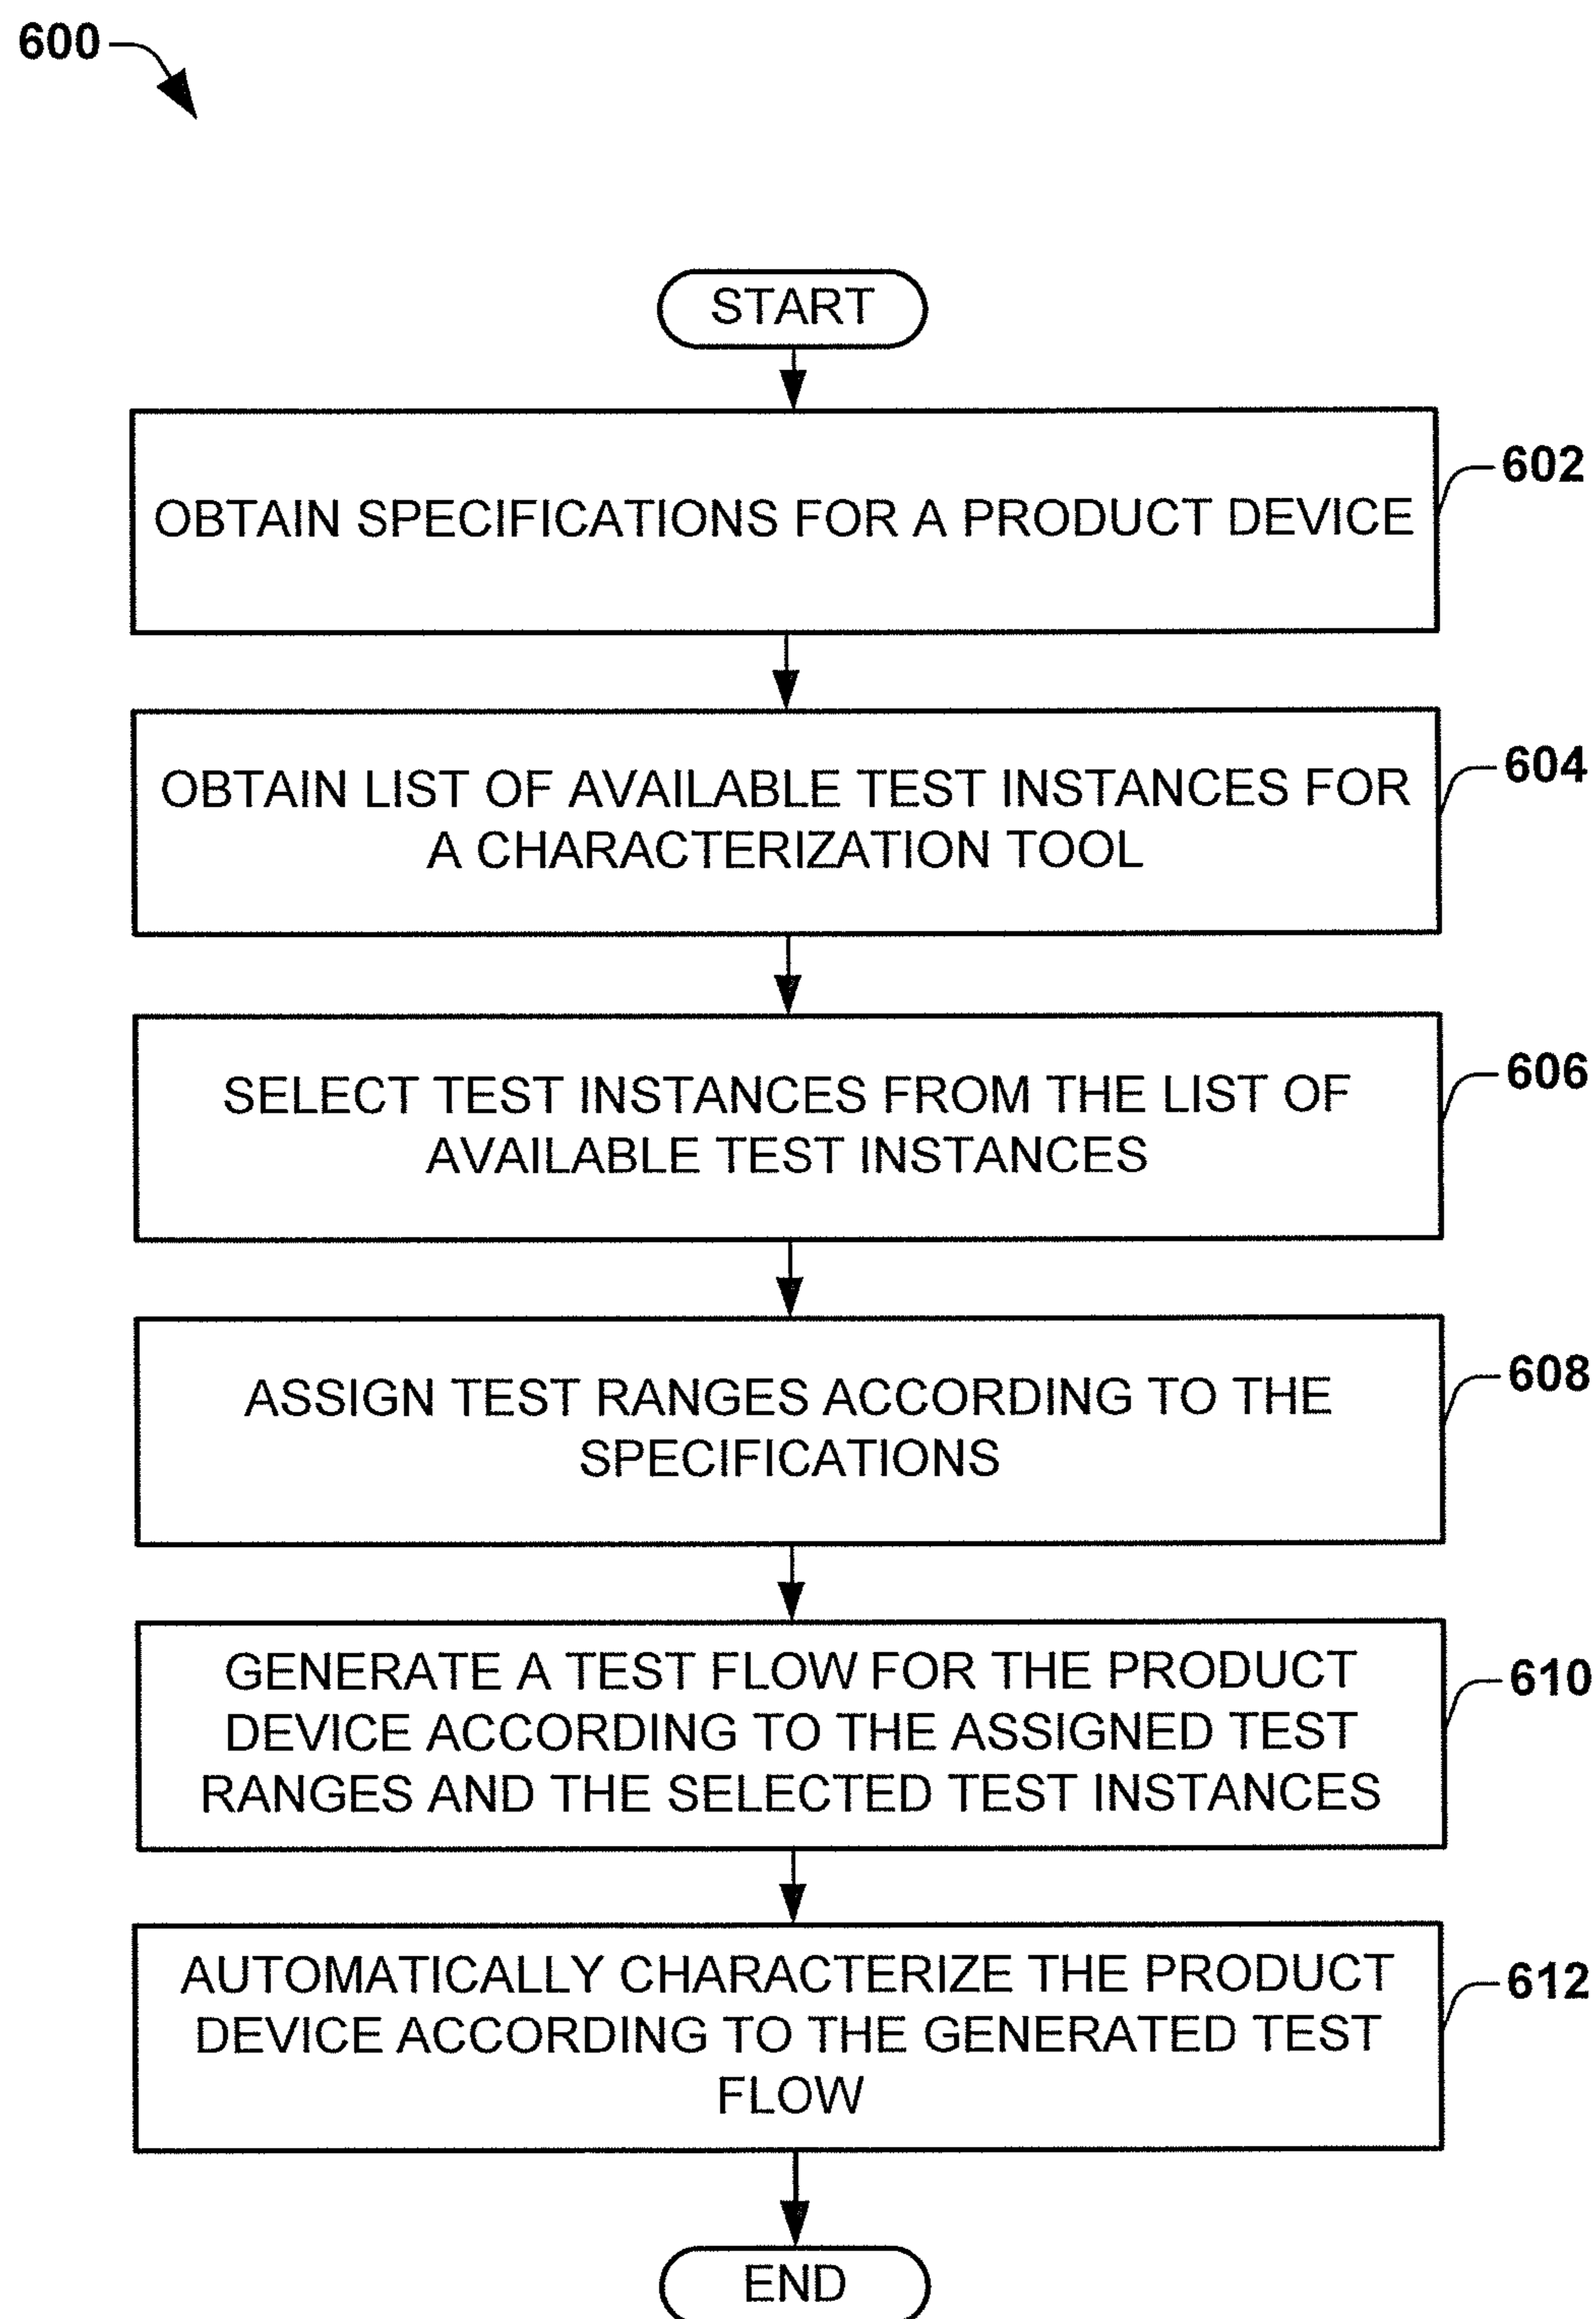 600
START
OBTAIN SPECIFICATIONS FOR A PRODUCT DEVICE
602
OBTAIN LIST OF AVAILABLE TEST INSTANCES FOR
A CHARACTERIZATION TOOL
604
SELECT TEST INSTANCES FROM THE LIST OF
AVAILABLE TEST INSTANCES
606
ASSIGN TEST RANGES ACCORDING TO THE
SPECIFICATIONS
608
GENERATE A TEST FLOW FOR THE PRODUCT
DEVICE ACCORDING TO THE ASSIGNED TEST
RANGES AND THE SELECTED TEST INSTANCES
610
AUTOMATICALLY CHARACTERIZE THE PRODUCT
DEVICE ACCORDING TO THE GENERATED TEST
FLOW
612
END